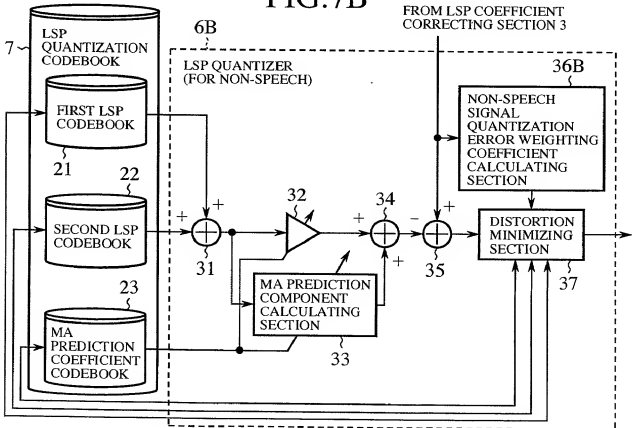 FIG.7B
FROM LSP COEFFICIENT
CORRECTING SECTION 3
6B
7
LSP
QUANTIZATION
CODEBOOK
LSP QUANTIZER
(FOR NON-SPEECH)
36B
FIRST LSP
CODEBOOK
21
NON-SPEECH
SIGNAL
QUANTIZATION
ERROR WEIGHTING
COEFFICIENT
CALCULATING
SECTION
22
SECOND LSP
CODEBOOK
+
+
31
32
+
34
+
−
+
35
DISTORTION
MINIMIZING
SECTION
37
23
MA
PREDICTION
COEFFICIENT
CODEBOOK
MA PREDICTION
COMPONENT
CALCULATING
SECTION
33